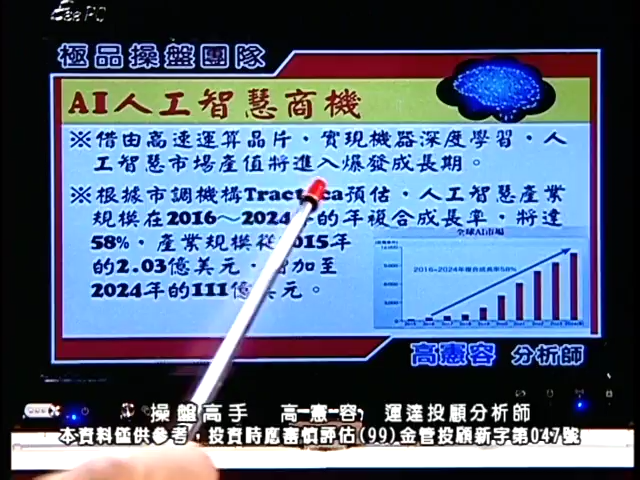 Eee PC
極品操盤團隊
AI人工智慧商機
※借由高速運算晶片，實現機器深度學習，人
工智慧市場產值將進入爆發成長期。
※根據市調機構Tractica預估，人工智慧產業
規模在2016～2024年的年複合成長率，將達
58%，產業規模從2015年
的2.03億美元，增加至
2024年的111億美元。
全球AI市場
2016~2024年複合成長率58%
高憲容 分析師
操盤高手 高憲容 運達投顧分析師
本資料僅供參考，投資時應審慎評估(99)金管投顧新字第047號